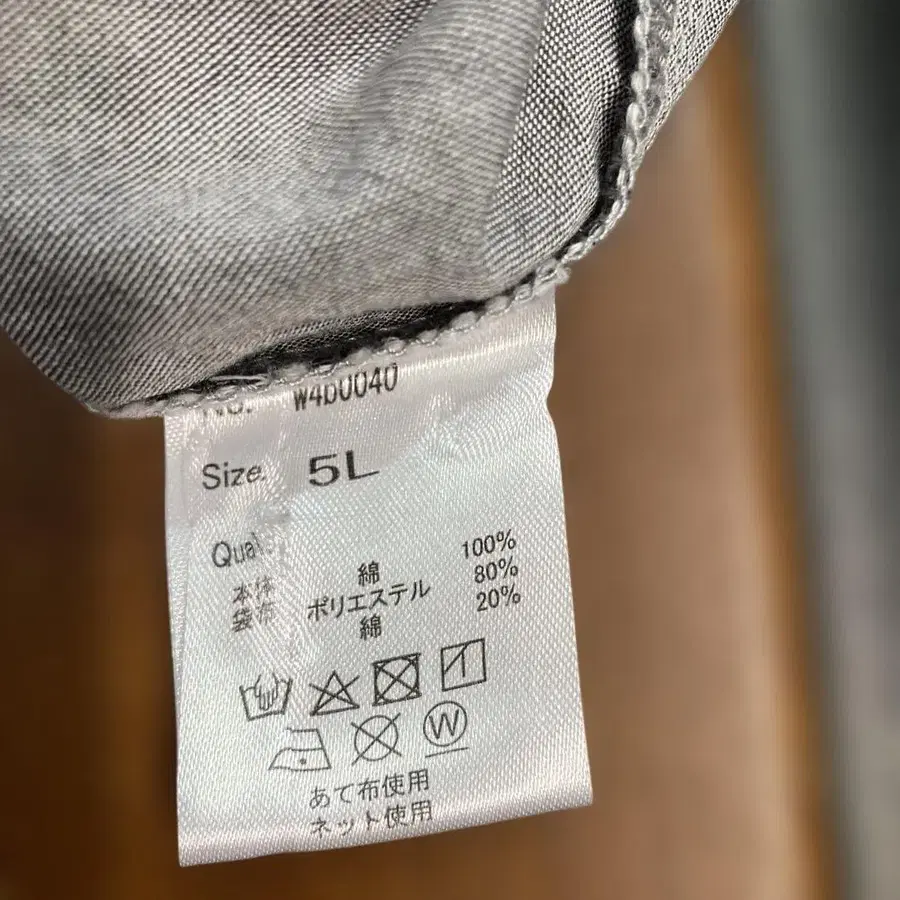 No. W4D0040
Size. 5L
本体 綿 100%
袋布 ポリエステル 80%
綿 20%
W
あて布使用
ネット使用